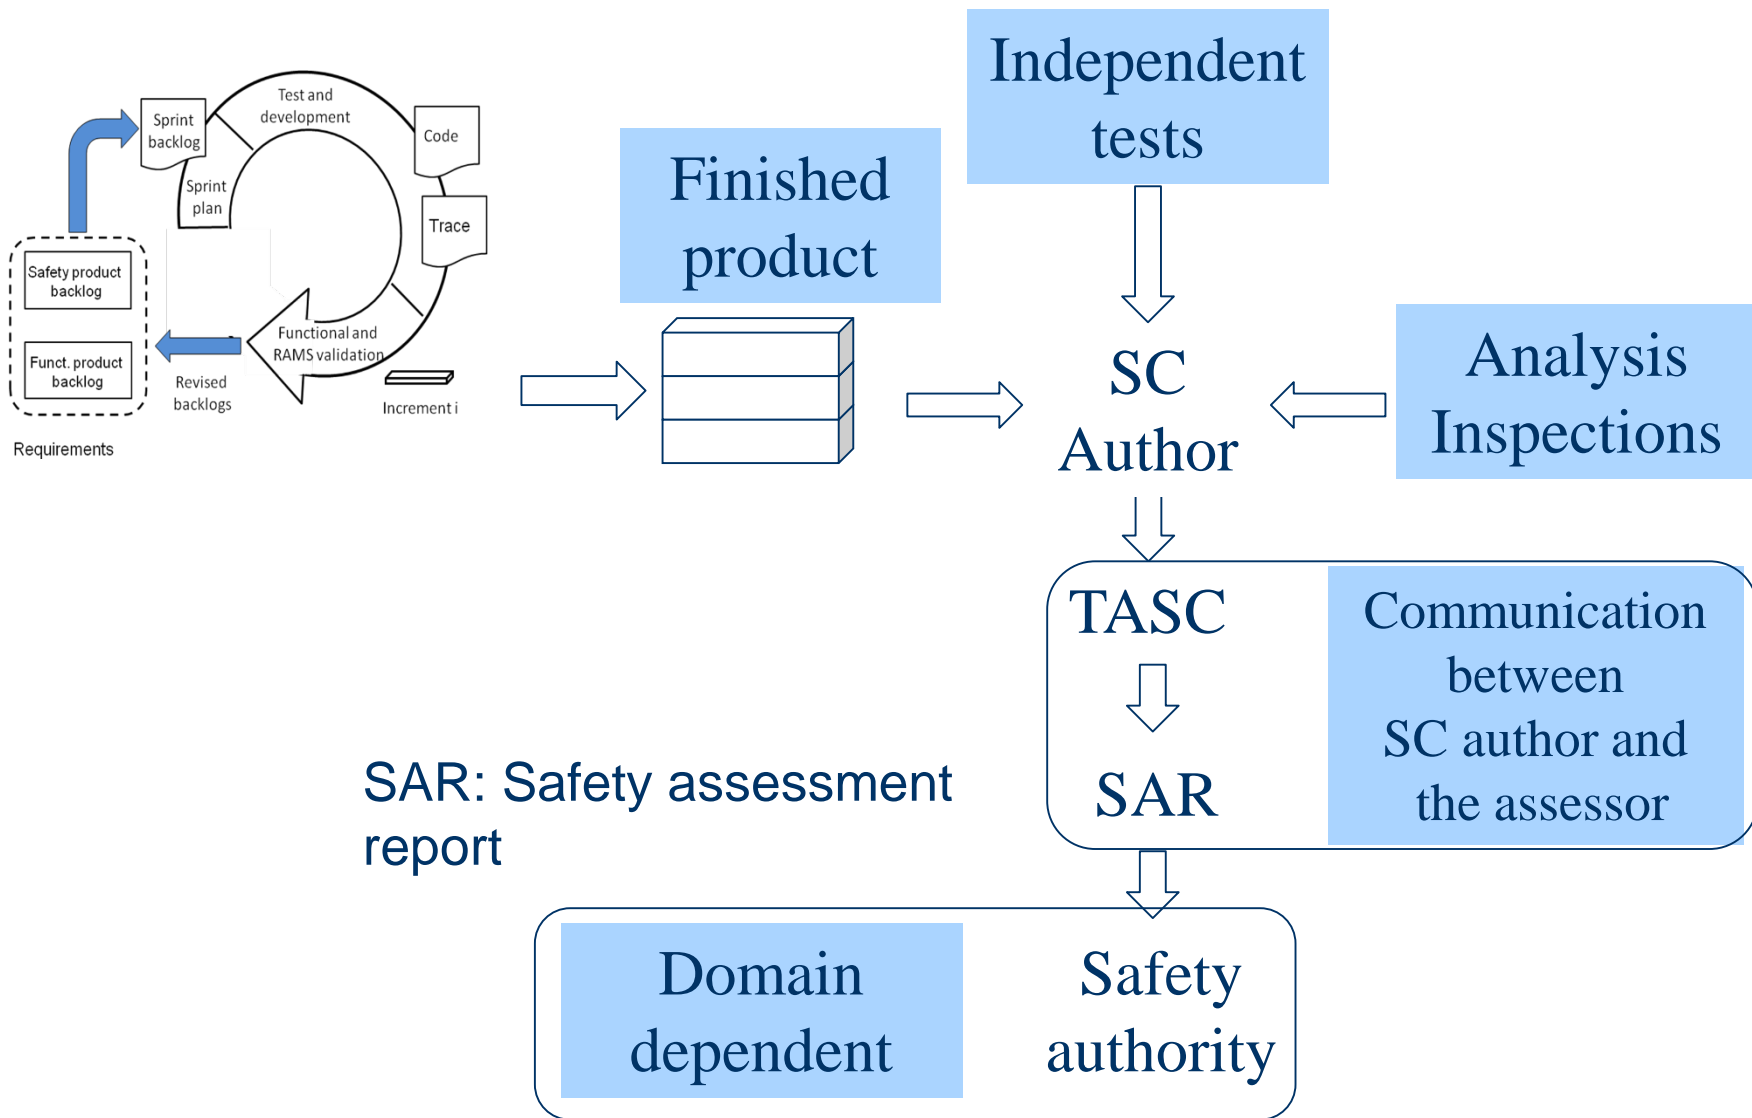 Test and
development
Sprint
backlog
Code
Sprint
plan
Trace
Safety product
backlog
Funct. product
backlog
Functional and
RAMS validation
Revised
backlogs
Increment i
Requirements
Finished
product
Independent
tests
SC
Author
Analysis
Inspections
TASC
SAR
Communication
between
SC author and
the assessor
SAR: Safety assessment
report
Domain
dependent
Safety
authority